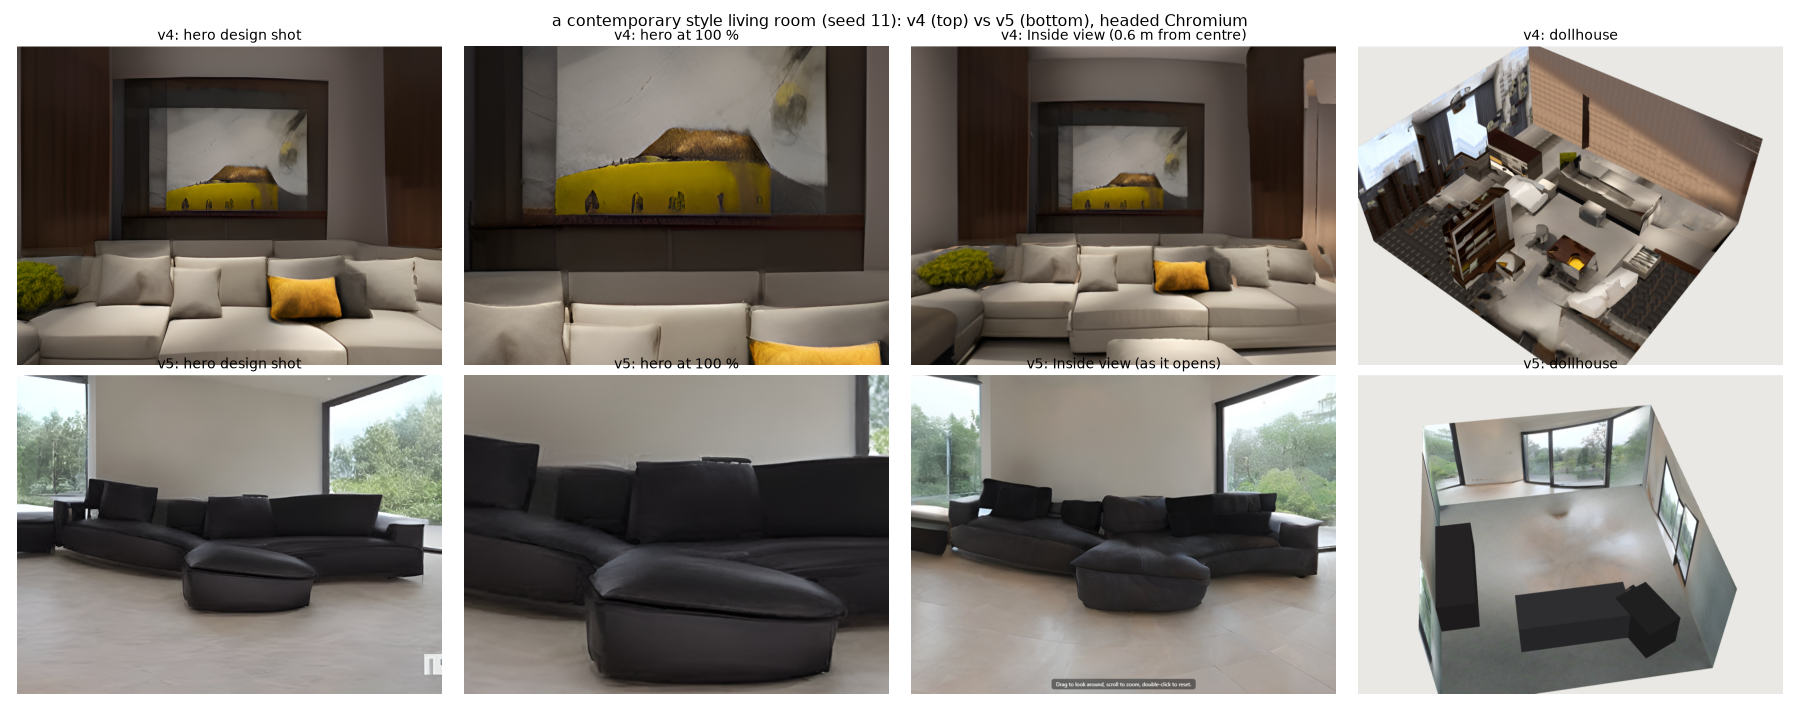 a contemporary style living room (seed 11): v4 (top) vs v5 (bottom), headed Chromium
v4: hero design shot
v4: hero at 100 %
v4: Inside view (0.6 m from centre)
v4: dollhouse
v5: hero design shot
v5: hero at 100 %
v5: Inside view (as it opens)
v5: dollhouse
Drag to look around, scroll to zoom, double-click to reset.